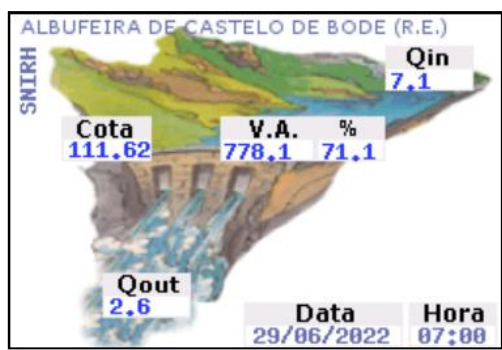 ALBUFEIRA DE CASTELO DE BODE (R.E.)
SNIRH
Qin
7.1
Cota
111.62
V.A. %
778.1 71.1
Qout
2.6
Data Hora
29/06/2022 07:00